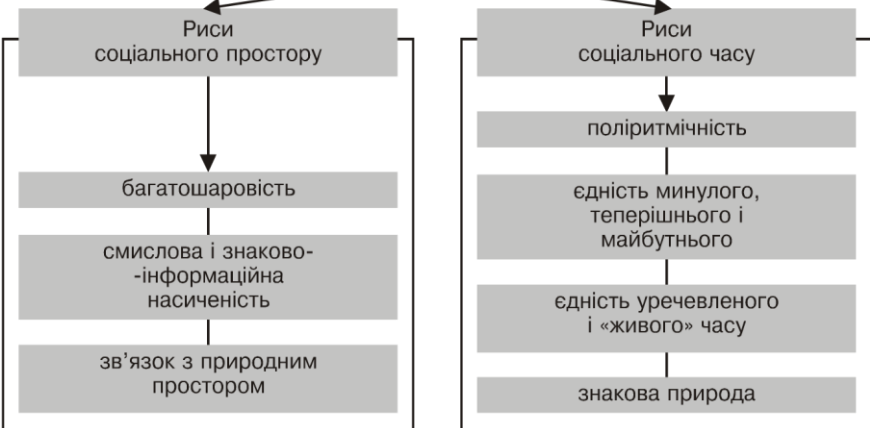 Риси
соціального простору
багатошаровість
смислова і знаково-
-інформаційна
насиченість
зв’язок з природним
простором
Риси
соціального часу
поліритмічність
єдність минулого,
теперішнього і
майбутнього
єдність уречевленого
і «живого» часу
знакова природа